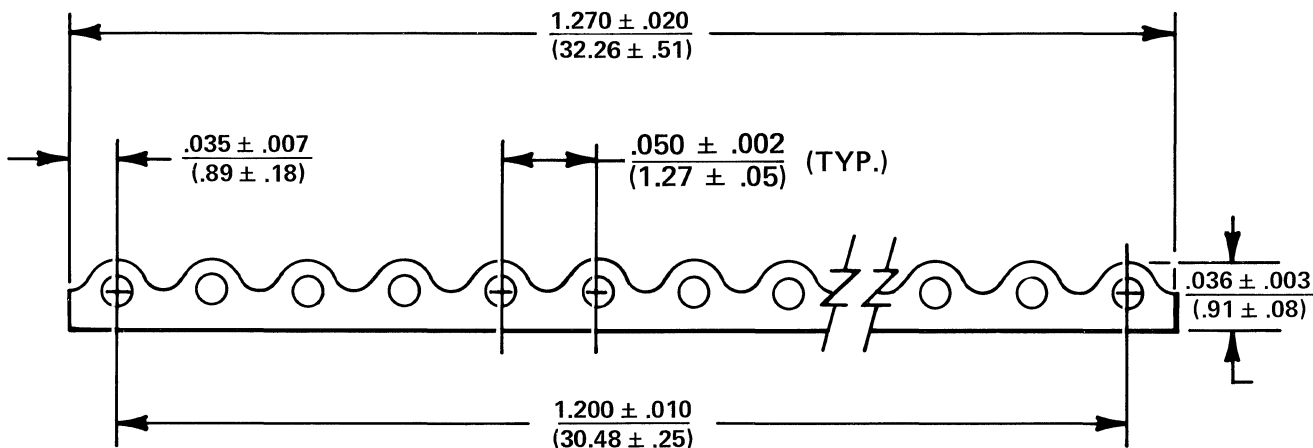 1.270 ± .020
(32.26 ± .51)
.035 ± .007
(.89 ± .18)
.050 ± .002 (TYP.)
(1.27 ± .05)
.036 ± .003
(.91 ± .08)
1.200 ± .010
(30.48 ± .25)